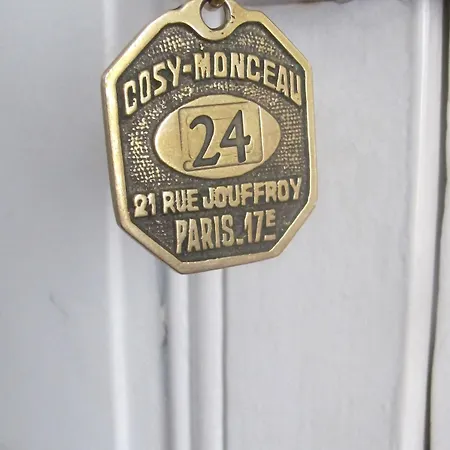 COSY-MONCEAU
24
21 RUE JOUFFROY
PARIS-17E